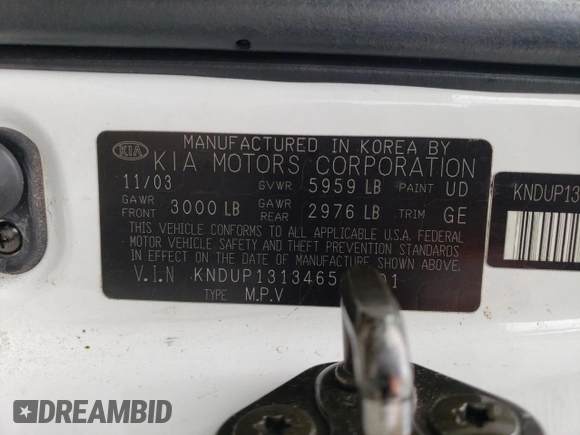 KIA
MANUFACTURED IN KOREA BY
KIA MOTORS CORPORATION
11/03 GVWR 5959 LB PAINT UD
GAWR FRONT 3000 LB GAWR REAR 2976 LB TRIM GE
THIS VEHICLE CONFORMS TO ALL APPLICABLE U.S.A. FEDERAL
MOTOR VEHICLE SAFETY AND THEFT PREVENTION STANDARDS
IN EFFECT ON THE DATE OF MANUFACTURE SHOWN ABOVE.
V.I.N
TYPE M.P.V
KNDUP13
DREAMBID